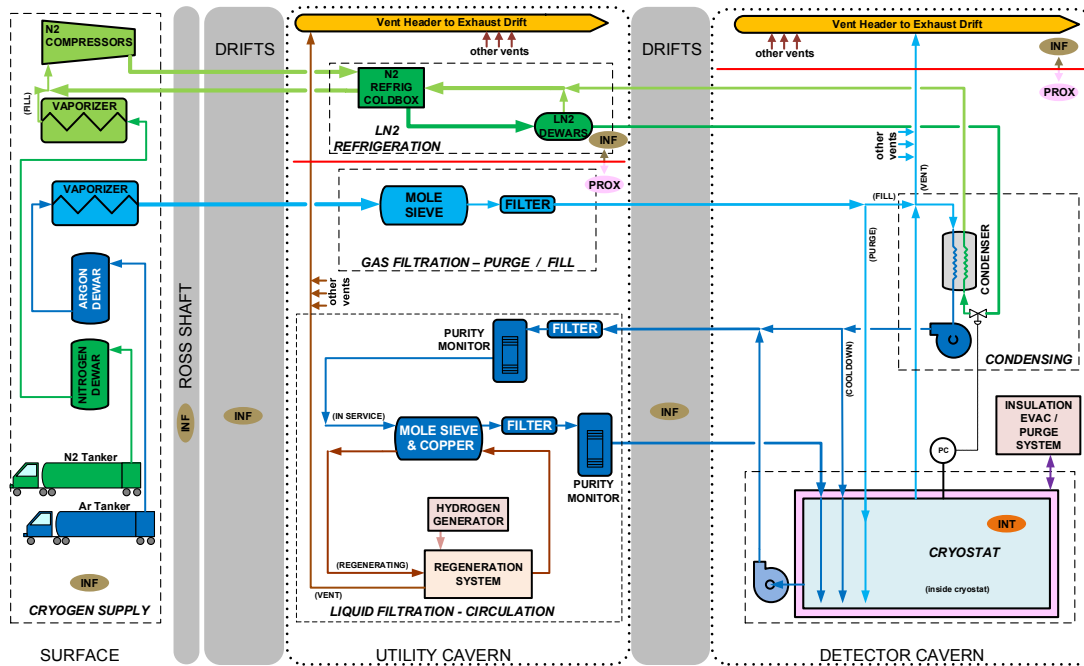 N2
COMPRESSORS
(FILL)
VAPORIZER
VAPORIZER
ARGON
DEWAR
NITROGEN
DEWAR
N2 Tanker
Ar Tanker
INF
CRYOGEN SUPPLY
SURFACE
ROSS SHAFT
INF
DRIFTS
INF
Vent Header to Exhaust Drift
other vents
N2
REFRIG
COLDBOX
LN2
DEWARS
LN2
REFRIGERATION
INF
PROX
MOLE
SIEVE
FILTER
GAS FILTRATION – PURGE / FILL
other
vents
PURITY
MONITOR
FILTER
(IN SERVICE)
MOLE SIEVE
& COPPER
FILTER
PURITY
MONITOR
HYDROGEN
GENERATOR
(REGENERATING)
REGENERATION
SYSTEM
(VENT)
LIQUID FILTRATION - CIRCULATION
UTILITY CAVERN
DRIFTS
INF
Vent Header to Exhaust Drift
other vents
INF
PROX
other
vents
(VENT)
(FILL)
(PURGE)
CONDENSER
C
CONDENSING
(COOLDOWN)
INSULATION
EVAC /
PURGE
SYSTEM
PC
INT
CRYOSTAT
(inside cryostat)
C
DETECTOR CAVERN